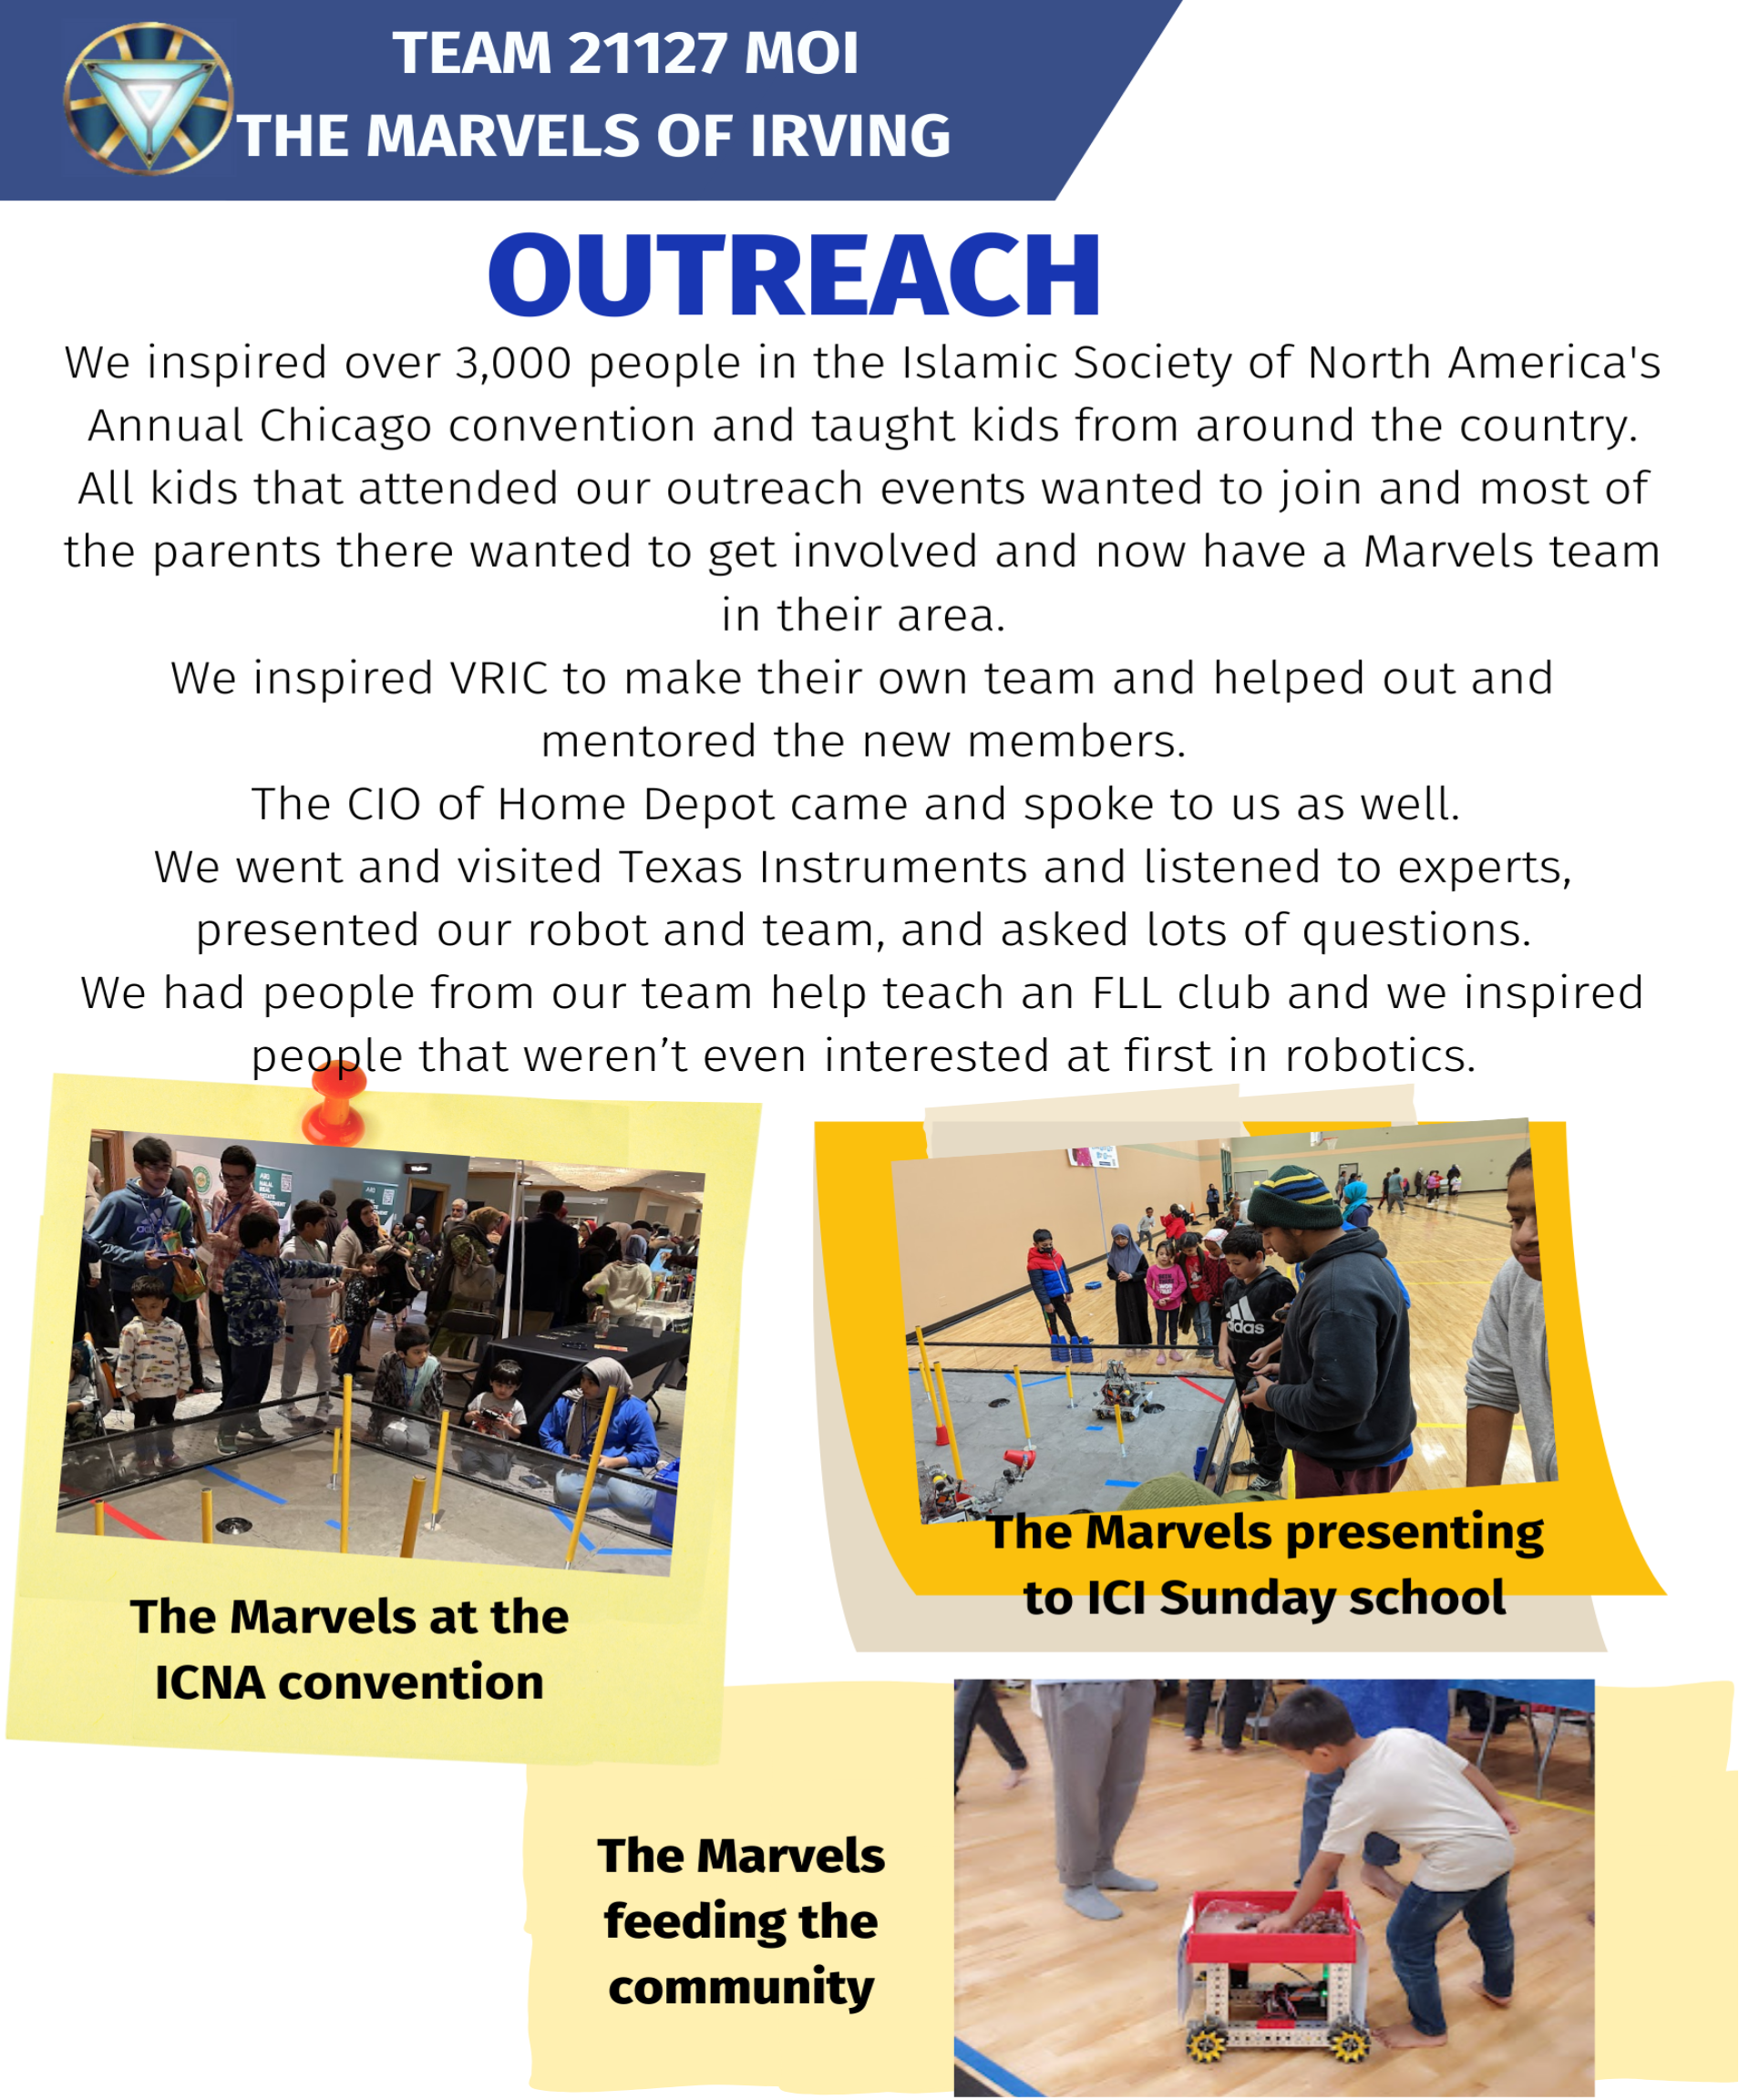 TEAM 21127 MOI
THE MARVELS OF IRVING
OUTREACH
We inspired over 3,000 people in the Islamic Society of North America's
Annual Chicago convention and taught kids from around the country.
All kids that attended our outreach events wanted to join and most of
the parents there wanted to get involved and now have a Marvels team
in their area.
We inspired VRIC to make their own team and helped out and
mentored the new members.
The CIO of Home Depot came and spoke to us as well.
We went and visited Texas Instruments and listened to experts,
presented our robot and team, and asked lots of questions.
We had people from our team help teach an FLL club and we inspired
people that weren’t even interested at first in robotics.
The Marvels at the
ICNA convention
adidas
The Marvels presenting
to ICI Sunday school
The Marvels
feeding the
community